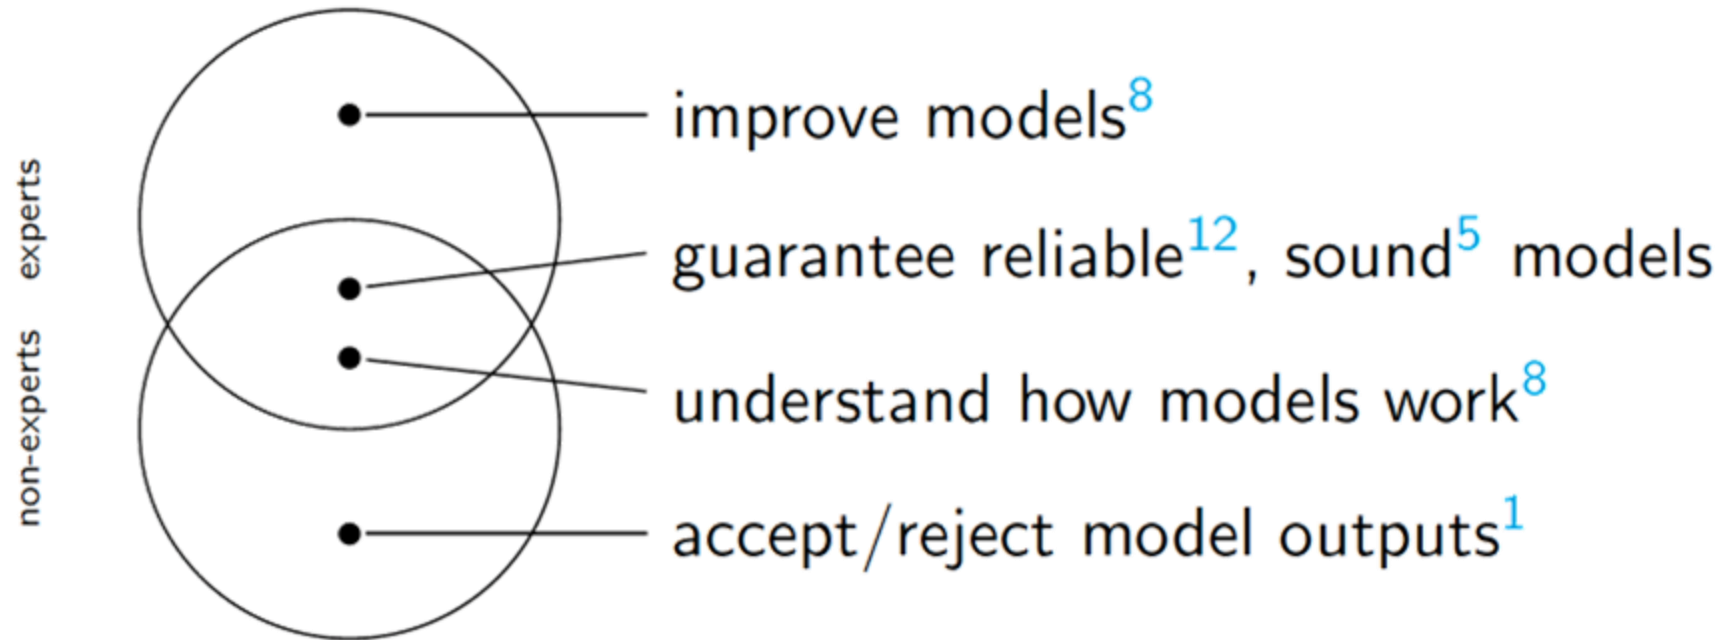 experts
non-experts
improve models⁸
guarantee reliable¹², sound⁵ models
understand how models work⁸
accept/reject model outputs¹